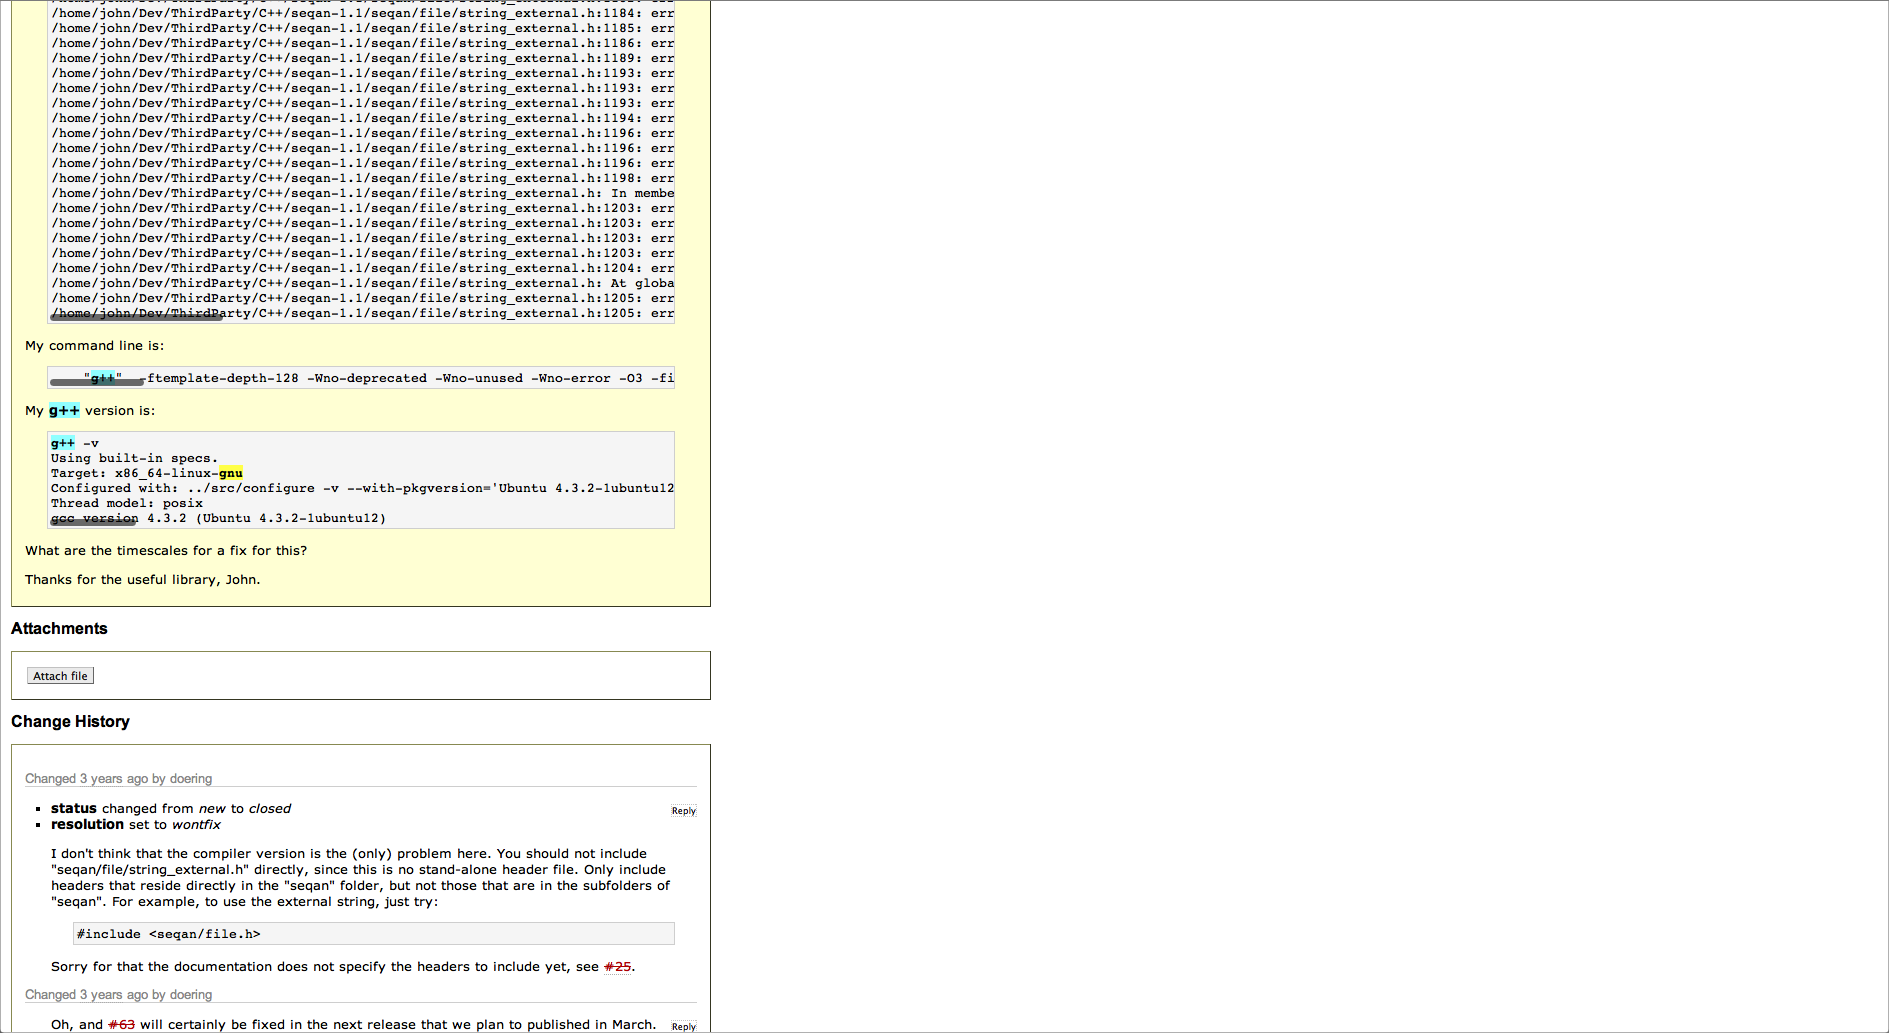 /home/john/Dev/ThirdParty/C++/seqan-1.1/seqan/file/string_external.h:1184: err
/home/john/Dev/ThirdParty/C++/seqan-1.1/seqan/file/string_external.h:1185: err
/home/john/Dev/ThirdParty/C++/seqan-1.1/seqan/file/string_external.h:1186: err
/home/john/Dev/ThirdParty/C++/seqan-1.1/seqan/file/string_external.h:1189: err
/home/john/Dev/ThirdParty/C++/seqan-1.1/seqan/file/string_external.h:1193: err
/home/john/Dev/ThirdParty/C++/seqan-1.1/seqan/file/string_external.h:1193: err
/home/john/Dev/ThirdParty/C++/seqan-1.1/seqan/file/string_external.h:1193: err
/home/john/Dev/ThirdParty/C++/seqan-1.1/seqan/file/string_external.h:1194: err
/home/john/Dev/ThirdParty/C++/seqan-1.1/seqan/file/string_external.h:1196: err
/home/john/Dev/ThirdParty/C++/seqan-1.1/seqan/file/string_external.h:1196: err
/home/john/Dev/ThirdParty/C++/seqan-1.1/seqan/file/string_external.h:1196: err
/home/john/Dev/ThirdParty/C++/seqan-1.1/seqan/file/string_external.h:1198: err
/home/john/Dev/ThirdParty/C++/seqan-1.1/seqan/file/string_external.h: In membe
/home/john/Dev/ThirdParty/C++/seqan-1.1/seqan/file/string_external.h:1203: err
/home/john/Dev/ThirdParty/C++/seqan-1.1/seqan/file/string_external.h:1203: err
/home/john/Dev/ThirdParty/C++/seqan-1.1/seqan/file/string_external.h:1203: err
/home/john/Dev/ThirdParty/C++/seqan-1.1/seqan/file/string_external.h:1203: err
/home/john/Dev/ThirdParty/C++/seqan-1.1/seqan/file/string_external.h:1204: err
/home/john/Dev/ThirdParty/C++/seqan-1.1/seqan/file/string_external.h: At globa
/home/john/Dev/ThirdParty/C++/seqan-1.1/seqan/file/string_external.h:1205: err
/home/john/Dev/ThirdParty/C++/seqan-1.1/seqan/file/string_external.h:1205: err
My command line is:
"g++"  -ftemplate-depth-128 -Wno-deprecated -Wno-unused -Wno-error -O3 -fi
My g++ version is:
g++ -v
Using built-in specs.
Target: x86_64-linux-gnu
Configured with: ../src/configure -v --with-pkgversion='Ubuntu 4.3.2-1ubuntu12
Thread model: posix
gcc version 4.3.2 (Ubuntu 4.3.2-1ubuntu12)
What are the timescales for a fix for this?
Thanks for the useful library, John.
Attachments
Attach file
Change History
Changed 3 years ago by doering
status changed from new to closed
Reply
resolution set to wontfix
I don't think that the compiler version is the (only) problem here. You should not include
"seqan/file/string_external.h" directly, since this is no stand-alone header file. Only include
headers that reside directly in the "seqan" folder, but not those that are in the subfolders of
"seqan". For example, to use the external string, just try:
#include <seqan/file.h>
Sorry for that the documentation does not specify the headers to include yet, see #25.
Changed 3 years ago by doering
Oh, and #63 will certainly be fixed in the next release that we plan to published in March.
Reply